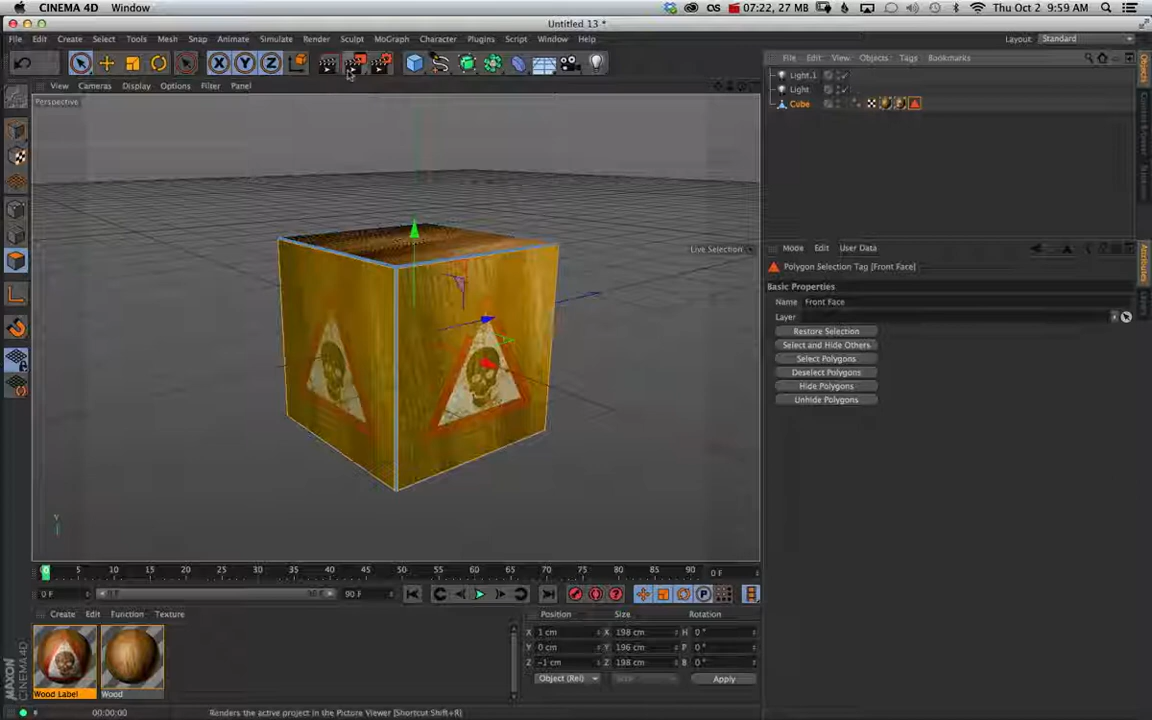 CINEMA 4D Window 07:22, 27 MB Thu Oct 2 9:59 AM
Untitled 13 *
File Edit Create Select Tools Mesh Snap Animate Simulate Render Sculpt MoGraph Character Plugins Script Window Help Layout: Standard
X Y Z
View Cameras Display Options Filter Panel
Perspective
File Edit View Objects Tags Bookmarks
Light.1
Light
Cube
Live Selection
Mode Edit User Data
Polygon Selection Tag [Front Face]
Basic Properties
Name Front Face
Layer
Restore Selection
Select and Hide Others
Select Polygons
Deselect Polygons
Hide Polygons
Unhide Polygons
Objects
Attributes
Layers
Y
0 5 10 15 20 25 30 35 40 45 50 55 60 65 70 75 80 85 90 0 F
0 F 90 F
Create Edit Function Texture
Position Size Rotation
X 1 cm X 198 cm H 0 °
Y 0 cm Y 196 cm P 0 °
Z -1 cm Z 198 cm B 0 °
Object (Rel) Size Apply
Wood Label Wood
MAXON
CINEMA 4D
00:00:00 Renders the active project in the Picture Viewer [Shortcut Shift+R]